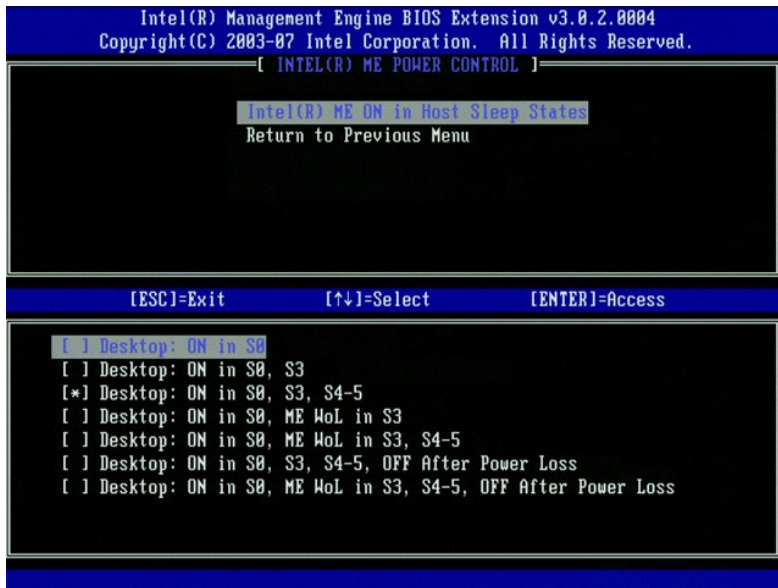 Intel(R) Management Engine BIOS Extension v3.0.2.0004
Copyright(C) 2003-07 Intel Corporation. All Rights Reserved.
[ INTEL(R) ME POWER CONTROL ]
Intel(R) ME ON in Host Sleep States
Return to Previous Menu
[ESC]=Exit [↑↓]=Select [ENTER]=Access
[ ] Desktop: ON in S0
[ ] Desktop: ON in S0, S3
[*] Desktop: ON in S0, S3, S4-5
[ ] Desktop: ON in S0, ME WoL in S3
[ ] Desktop: ON in S0, ME WoL in S3, S4-5
[ ] Desktop: ON in S0, S3, S4-5, OFF After Power Loss
[ ] Desktop: ON in S0, ME WoL in S3, S4-5, OFF After Power Loss